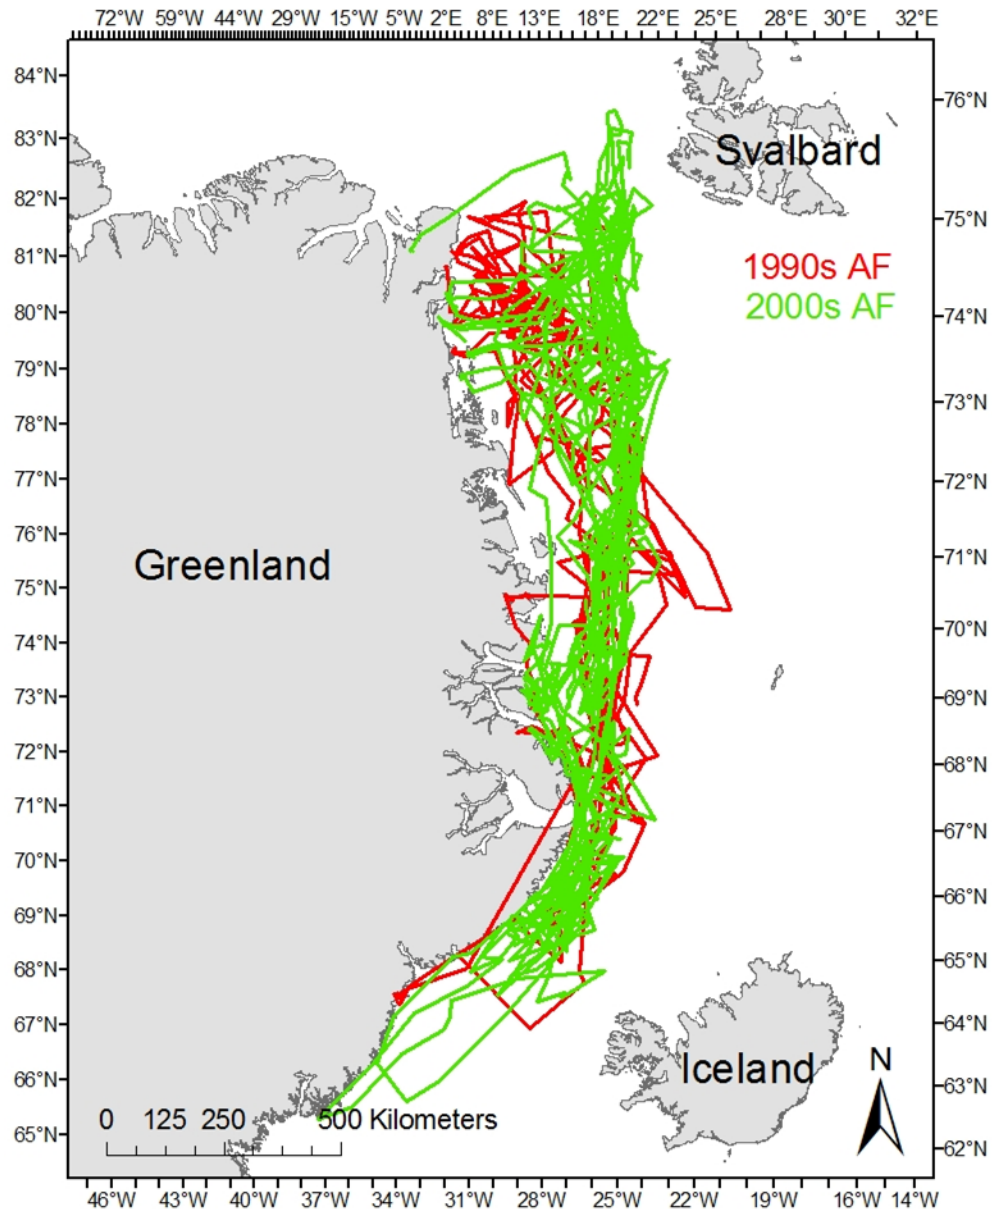 72°W 59°W 44°W 29°W 15°W 5°W 2°E 8°E 13°E 18°E 22°E 25°E 28°E 30°E 32°E
84°N
76°N
83°N
Svalbard
82°N
75°N
81°N
1990s AF
2000s AF
80°N
74°N
79°N
73°N
78°N
77°N
72°N
76°N
71°N
Greenland
75°N
70°N
74°N
69°N
73°N
72°N
68°N
71°N
67°N
70°N
66°N
69°N
65°N
68°N
67°N
64°N
N
Iceland
66°N
63°N
0 125 250 500 Kilometers
65°N
62°N
46°W 43°W 40°W 37°W 34°W 31°W 28°W 25°W 22°W 19°W 16°W 14°W